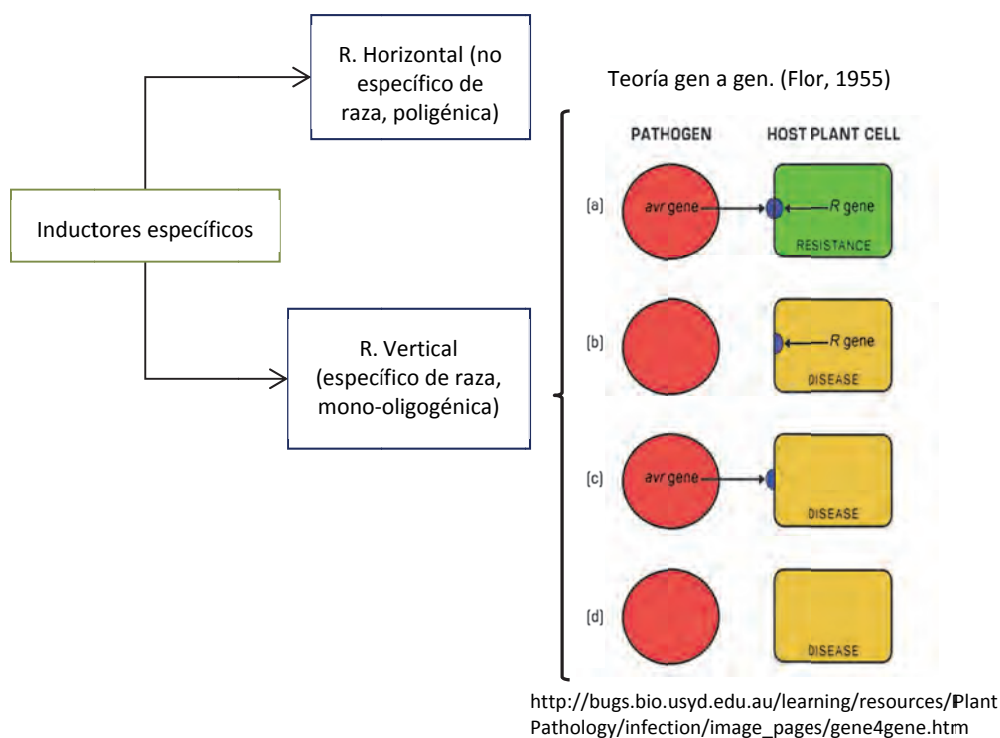 R. Horizontal (no
específico de
raza, poligénica)
Inductores específicos
R. Vertical
(específico de raza,
mono-oligogénica)
Teoría gen a gen. (Flor, 1955)
PATHOGEN HOST PLANT CELL
(a) avr gene R gene
RESISTANCE
(b) R gene
DISEASE
(c) avr gene
DISEASE
(d)
DISEASE
http://bugs.bio.usyd.edu.au/learning/resources/Plant
Pathology/infection/image_pages/gene4gene.htm